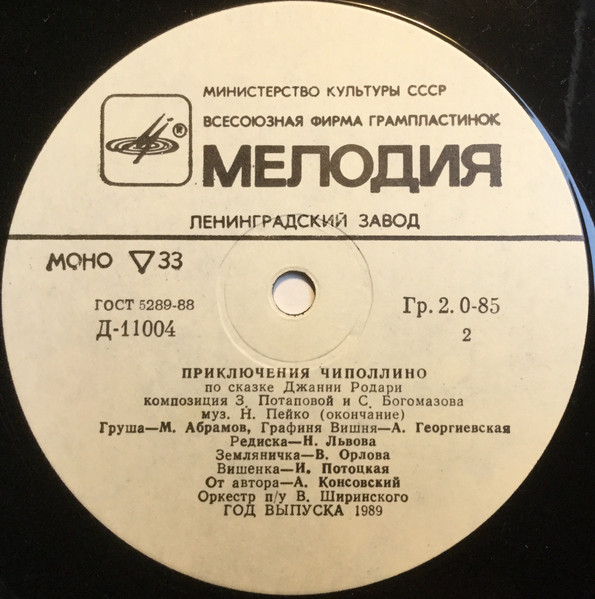 МИНИСТЕРСТВО КУЛЬТУРЫ СССР
ВСЕСОЮЗНАЯ ФИРМА ГРАМПЛАСТИНОК
®
МЕЛОДИЯ
ЛЕНИНГРАДСКИЙ ЗАВОД
МОНО ▽ 33
ГОСТ 5289-88
Д-11004
Гр. 2. 0-85
2
ПРИКЛЮЧЕНИЯ ЧИПОЛЛИНО
по сказке Джанни Родари
композиция З. Потаповой и С. Богомазова
муз. Н. Пейко (окончание)
Груша—М. Абрамов, Графиня Вишня—А. Георгиевская
Редиска—Н. Львова
Земляничка—В. Орлова
Вишенка—И. Потоцкая
От автора—А. Консовский
Оркестр п/у В. Ширинского
ГОД ВЫПУСКА 1989